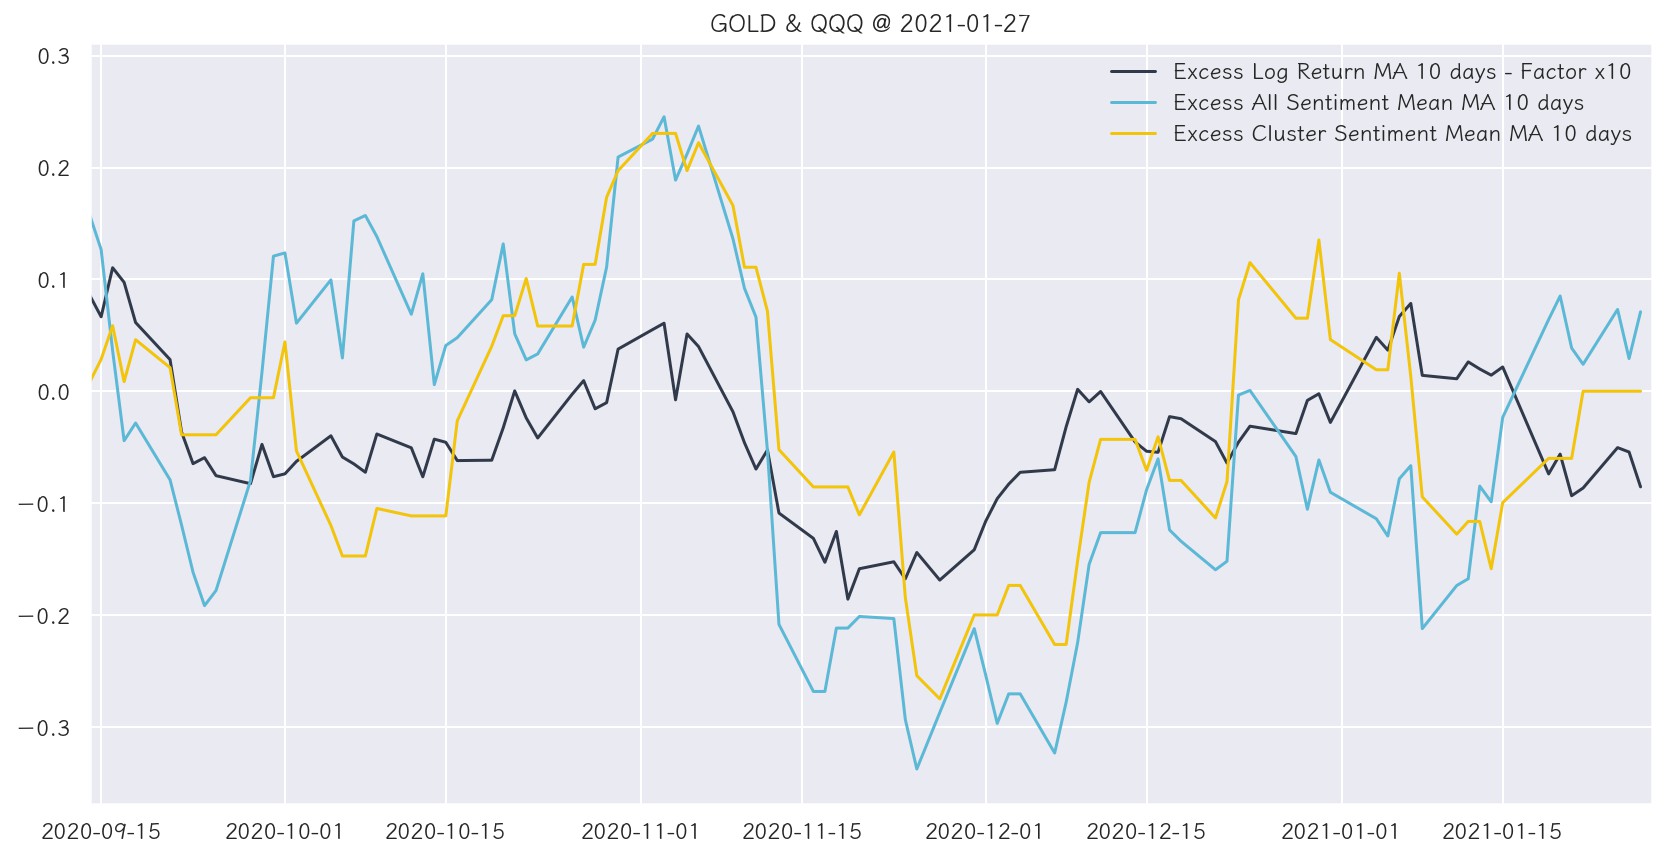 GOLD & QQQ @ 2021-01-27
Excess Log Return MA 10 days - Factor x10
Excess All Sentiment Mean MA 10 days
Excess Cluster Sentiment Mean MA 10 days
0.3
0.2
0.1
0.0
−0.1
−0.2
−0.3
2020-09-15 2020-10-01 2020-10-15 2020-11-01 2020-11-15 2020-12-01 2020-12-15 2021-01-01 2021-01-15